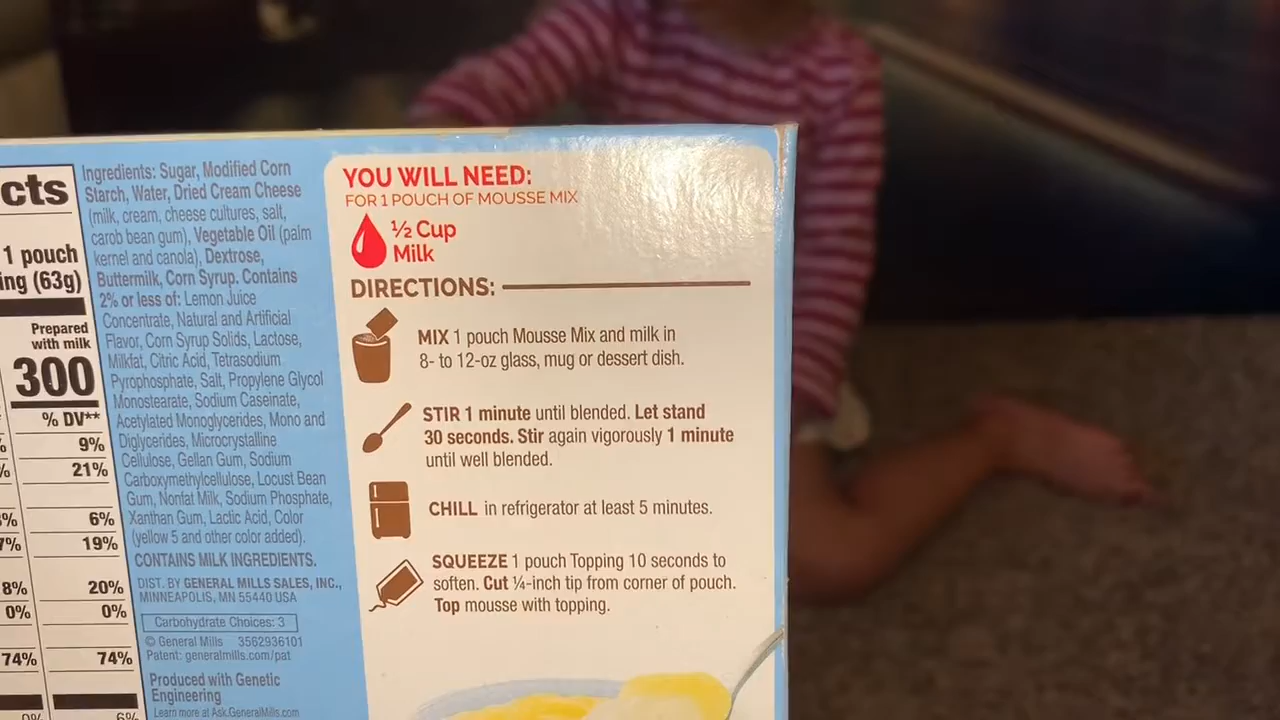 cts
1 pouch
ing (63g)
Prepared
with milk
300
% DV**
9%
21%
6%
19%
8% 20%
0% 0%
74% 74%
0% 6%
Ingredients: Sugar, Modified Corn
Starch, Water, Dried Cream Cheese
(milk, cream, cheese cultures, salt,
carob bean gum), Vegetable Oil (palm
kernel and canola), Dextrose,
Buttermilk, Corn Syrup. Contains
2% or less of: Lemon Juice
Concentrate, Natural and Artificial
Flavor, Corn Syrup Solids, Lactose,
Milkfat, Citric Acid, Tetrasodium
Pyrophosphate, Salt, Propylene Glycol
Monostearate, Sodium Caseinate,
Acetylated Monoglycerides, Mono and
Diglycerides, Microcrystalline
Cellulose, Gellan Gum, Sodium
Carboxymethylcellulose, Locust Bean
Gum, Nonfat Milk, Sodium Phosphate,
Xanthan Gum, Lactic Acid, Color
(yellow 5 and other color added).
CONTAINS MILK INGREDIENTS.
DIST. BY GENERAL MILLS SALES, INC.,
MINNEAPOLIS, MN 55440 USA
Carbohydrate Choices: 3
© General Mills 3562936101
Patent: generalmills.com/pat
Produced with Genetic
Engineering
Learn more at Ask.GeneralMills.com
YOU WILL NEED:
FOR 1 POUCH OF MOUSSE MIX
½ Cup
Milk
DIRECTIONS:
MIX 1 pouch Mousse Mix and milk in
8- to 12-oz glass, mug or dessert dish.
STIR 1 minute until blended. Let stand
30 seconds. Stir again vigorously 1 minute
until well blended.
CHILL in refrigerator at least 5 minutes.
SQUEEZE 1 pouch Topping 10 seconds to
soften. Cut ¼-inch tip from corner of pouch.
Top mousse with topping.